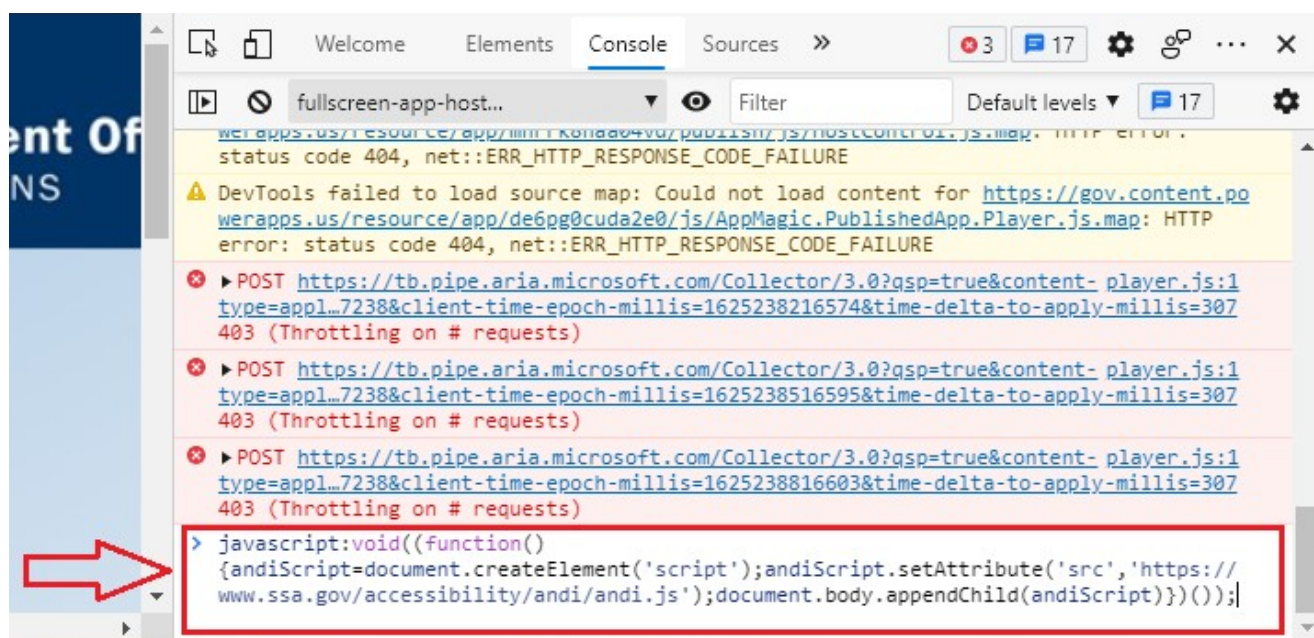 ent Of
NS
Welcome Elements Console Sources »
3 17
fullscreen-app-host... Filter Default levels 17
werapps.us/resource/app/
status code 404, net::ERR_HTTP_RESPONSE_CODE_FAILURE
DevTools failed to load source map: Could not load content for https://gov.content.po
werapps.us/resource/app/de6pg0cuda2e0/js/AppMagic.PublishedApp.Player.js.map: HTTP
error: status code 404, net::ERR_HTTP_RESPONSE_CODE_FAILURE
POST https://tb.pipe.aria.microsoft.com/Collector/3.0?qsp=true&content- player.js:1
type=appl…7238&client-time-epoch-millis=1625238216574&time-delta-to-apply-millis=307
403 (Throttling on # requests)
POST https://tb.pipe.aria.microsoft.com/Collector/3.0?qsp=true&content- player.js:1
type=appl…7238&client-time-epoch-millis=1625238516595&time-delta-to-apply-millis=307
403 (Throttling on # requests)
POST https://tb.pipe.aria.microsoft.com/Collector/3.0?qsp=true&content- player.js:1
type=appl…7238&client-time-epoch-millis=1625238816603&time-delta-to-apply-millis=307
403 (Throttling on # requests)
> javascript:void((function()
{andiScript=document.createElement('script');andiScript.setAttribute('src','https://
www.ssa.gov/accessibility/andi/andi.js');document.body.appendChild(andiScript)})());